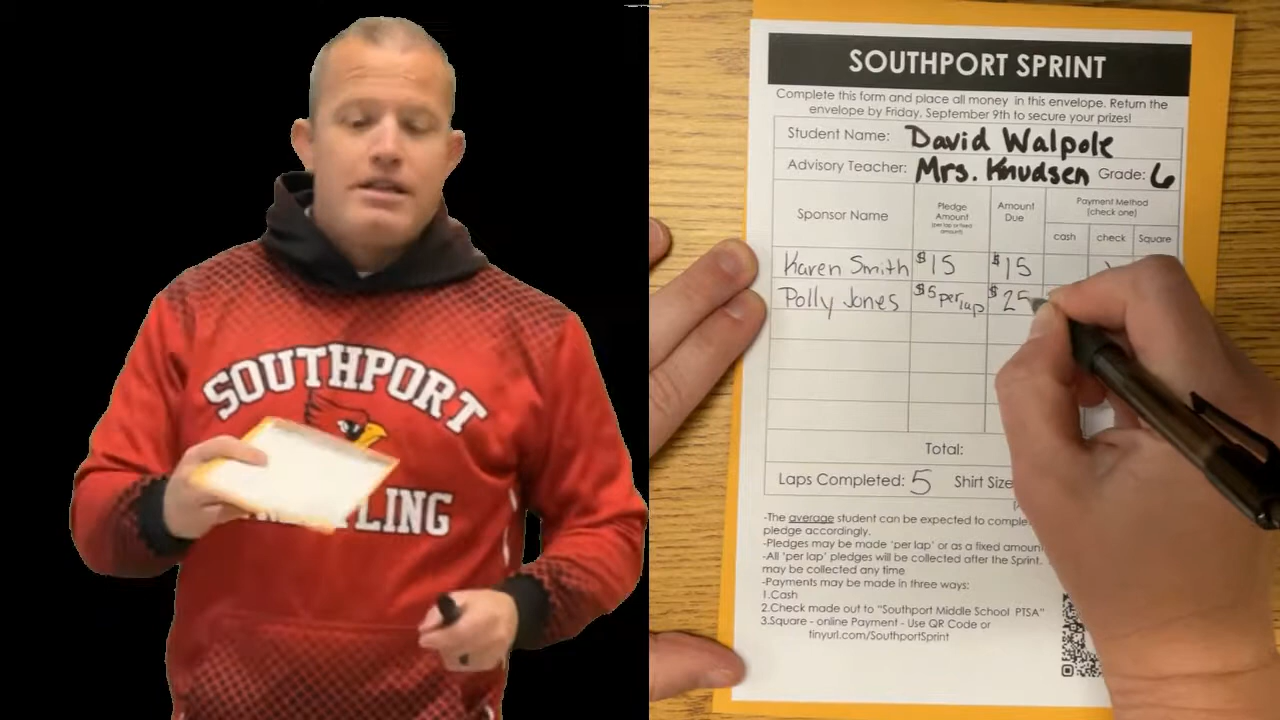 SOUTHPORT
SOUTHPORT SPRINT
Complete this form and place all money in this envelope. Return the
envelope by Friday, September 9th to secure your prizes!
Student Name: David Walpole
Advisory Teacher: Mrs. Knudsen Grade: 6
Sponsor Name
Pledge
Amount
(per lap or fixed
amount)
Amount
Due
Payment Method
(check one)
cash check Square
Karen Smith $15 $15
Polly Jones $5 per lap $25
Total:
Laps Completed: 5 Shirt Size
-The average student can be expected to
pledge accordingly.
-Pledges may be made 'per lap' or as a fixed
-All 'per lap' pledges will be collected after the Sprint.
may be collected any time
-Payments may be made in three ways:
1.Cash
2.Check made out to "Southport Middle School PTSA"
3.Square - online Payment - Use QR Code or
tinyurl.com/SouthportSprint